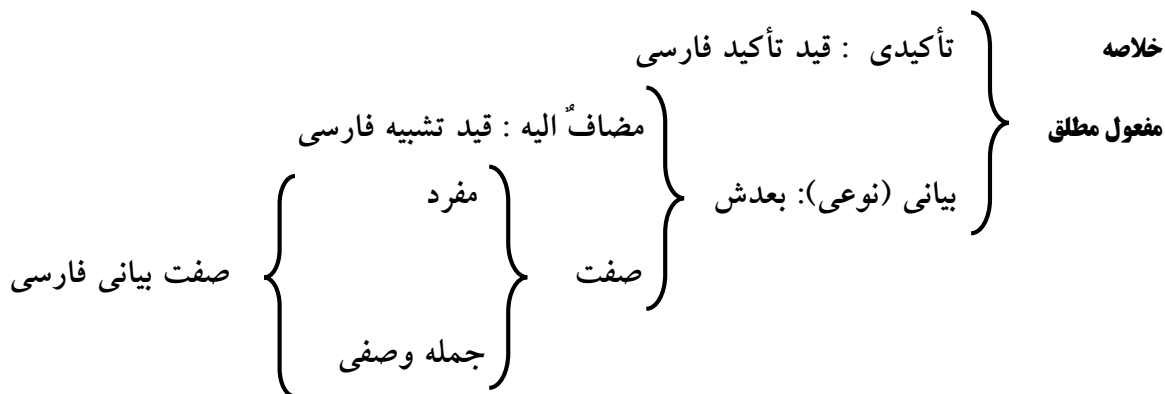 خلاصه
مفعول مطلق
تأکیدی : قید تأکید فارسی
بیانی (نوعی): بعدش
مضافٌ الیه : قید تشبیه فارسی
صفت
مفرد
جمله وصفی
صفت بیانی فارسی